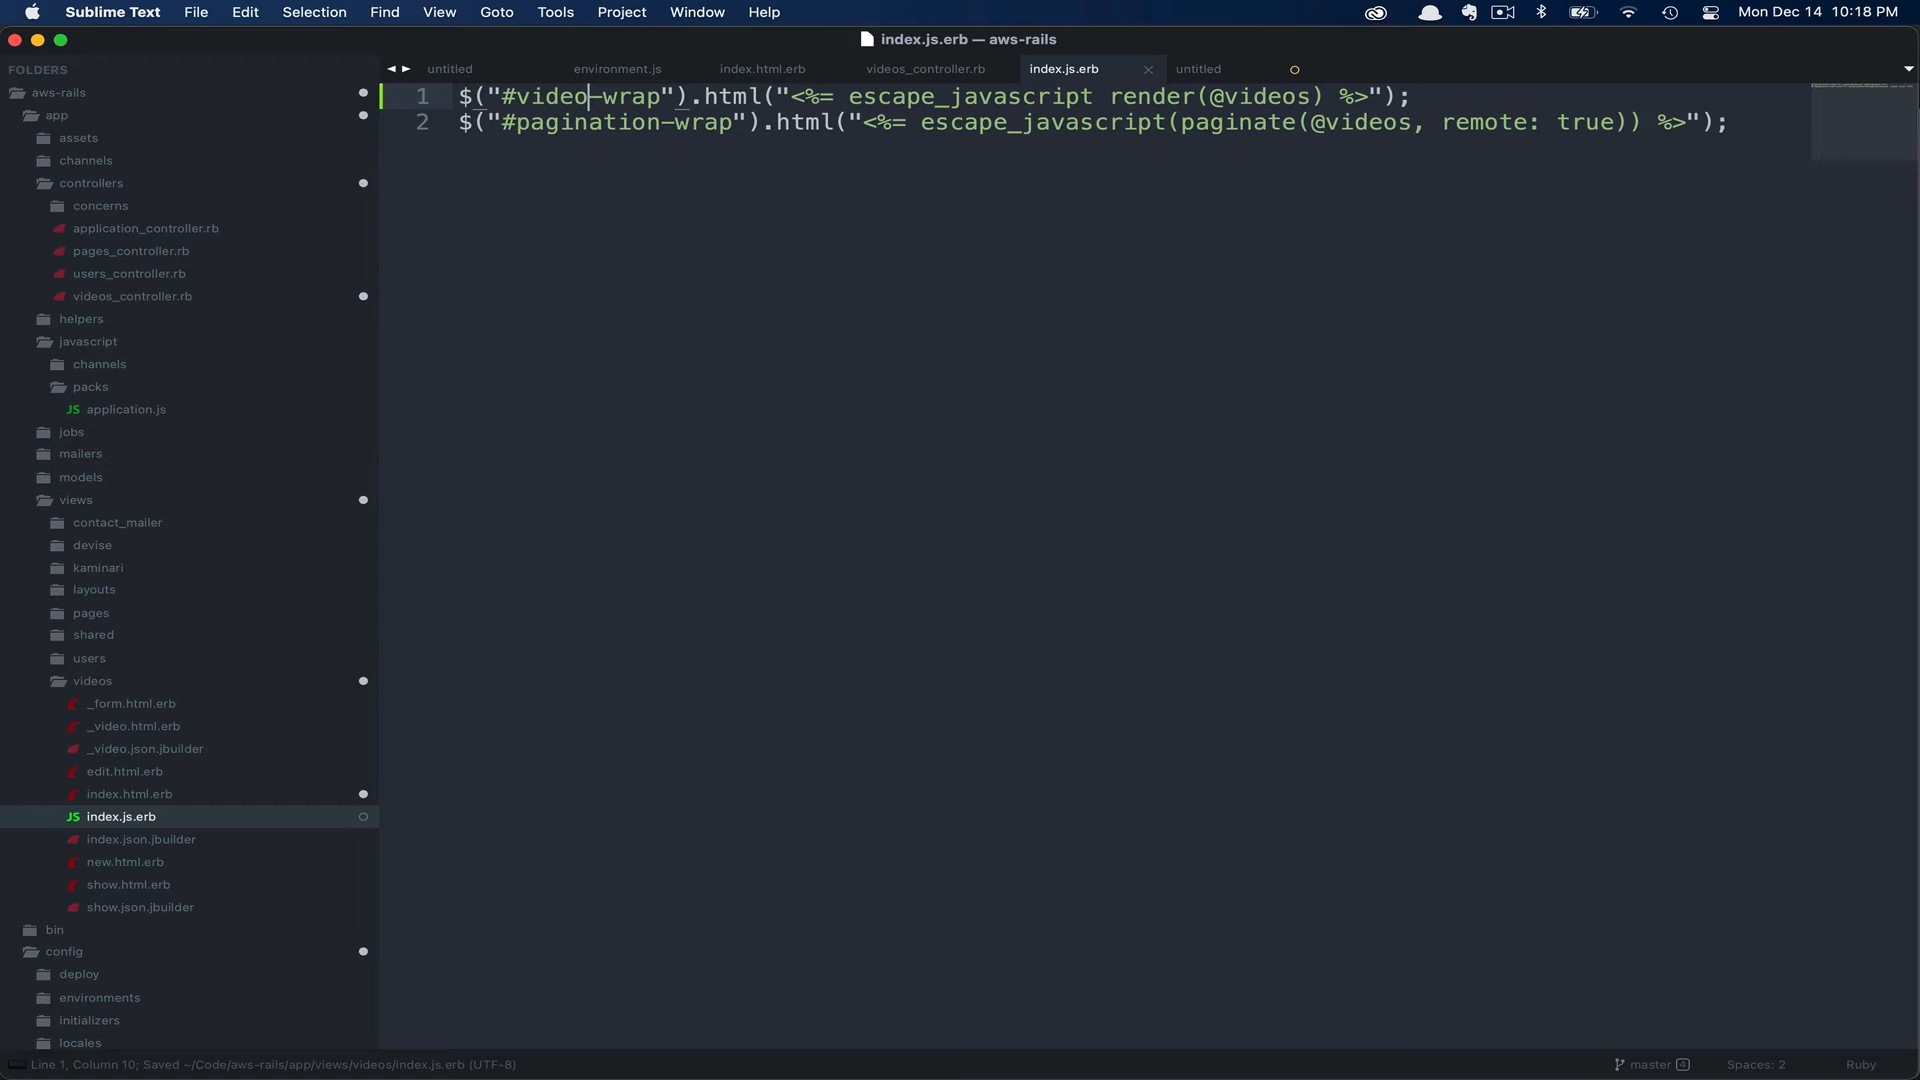 Sublime Text File Edit Selection Find View Goto Tools Project Window Help Mon Dec 14 10:18 PM
index.js.erb — aws-rails
FOLDERS
untitled environment.js index.html.erb videos_controller.rb index.js.erb untitled
aws-rails
app
assets
channels
controllers
concerns
application_controller.rb
pages_controller.rb
users_controller.rb
videos_controller.rb
helpers
javascript
channels
packs
JS application.js
jobs
mailers
models
views
contact_mailer
devise
kaminari
layouts
pages
shared
users
videos
_form.html.erb
_video.html.erb
_video.json.jbuilder
edit.html.erb
index.html.erb
JS index.js.erb
index.json.jbuilder
new.html.erb
show.html.erb
show.json.jbuilder
bin
config
deploy
environments
initializers
locales
1 $("#video-wrap").html("<%= escape_javascript render(@videos) %>");
2 $("#pagination-wrap").html("<%= escape_javascript(paginate(@videos, remote: true)) %>");
Line 1, Column 10; Saved ~/Code/aws-rails/app/views/videos/index.js.erb (UTF-8) master 4 Spaces: 2 Ruby